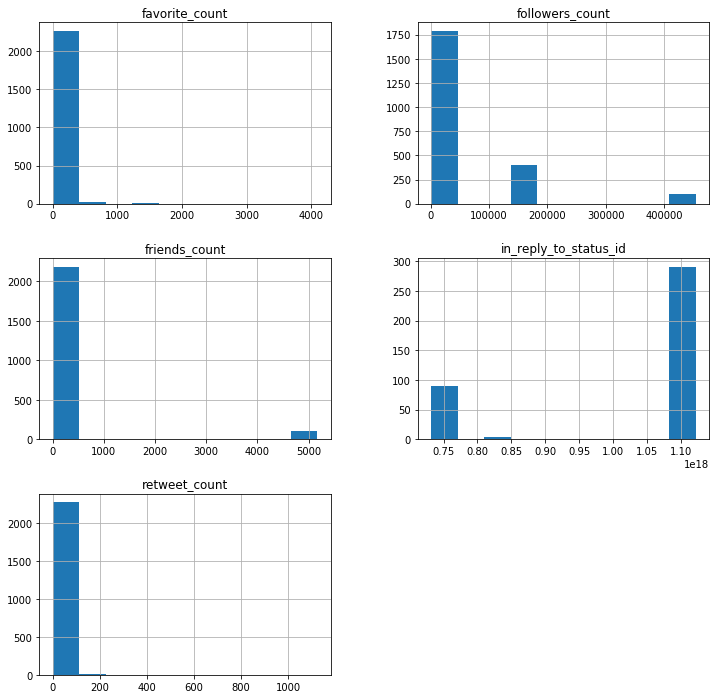 favorite_count
2000
1500
1000
500
0
0 1000 2000 3000 4000
followers_count
1750
1500
1250
1000
750
500
250
0
0 100000 200000 300000 400000
friends_count
2000
1500
1000
500
0
0 1000 2000 3000 4000 5000
in_reply_to_status_id
300
250
200
150
100
50
0
0.75 0.80 0.85 0.90 0.95 1.00 1.05 1.10
1e18
retweet_count
2000
1500
1000
500
0
0 200 400 600 800 1000